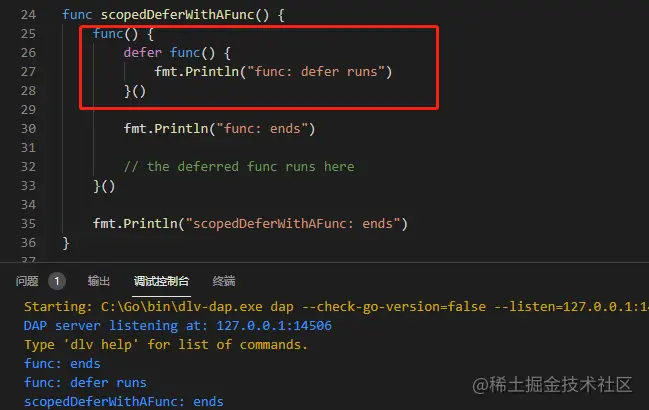 24 func scopedDeferWithAFunc() {
25 func() {
26 defer func() {
27 fmt.Println("func: defer runs")
28 }()
29
30 fmt.Println("func: ends")
31
32 // the deferred func runs here
33 }()
34
35 fmt.Println("scopedDeferWithAFunc: ends")
36 }
37
问题 1 输出 调试控制台 终端
Starting: C:\Go\bin\dlv-dap.exe dap --check-go-version=false --listen=127.0.0.1:14
DAP server listening at: 127.0.0.1:14506
Type 'dlv help' for list of commands.
func: ends
func: defer runs
scopedDeferWithAFunc: ends
@稀土掘金技术社区